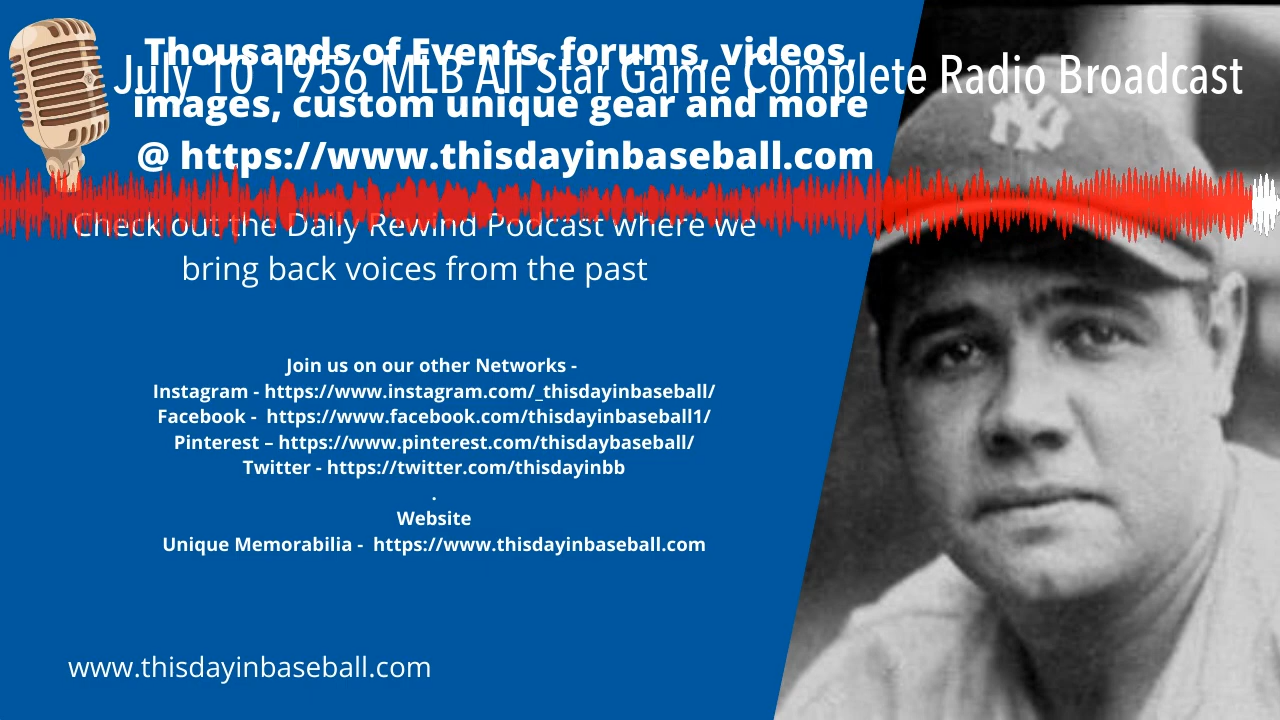 Thousands of Events, forums, videos,
July 10 1956 MLB All Star Game Complete Radio Broadcast
images, custom unique gear and more
@ https://www.thisdayinbaseball.com
Check out the Daily Rewind Podcast where we
bring back voices from the past
Join us on our other Networks -
Instagram - https://www.instagram.com/_thisdayinbaseball/
Facebook - https://www.facebook.com/thisdayinbaseball1/
Pinterest – https://www.pinterest.com/thisdaybaseball/
Twitter - https://twitter.com/thisdayinbb
.
Website
Unique Memorabilia - https://www.thisdayinbaseball.com
www.thisdayinbaseball.com
NY